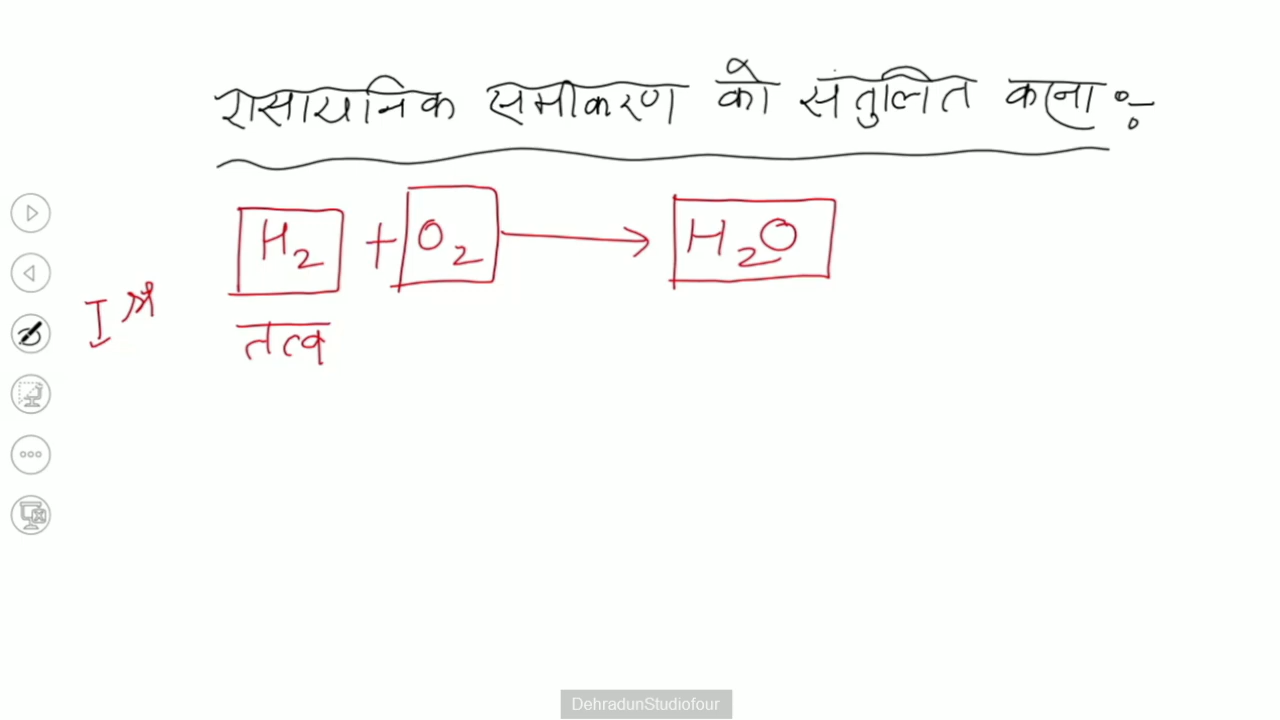 रासायनिक समीकरण को संतुलित करना :-
H₂ + O₂ → H₂O
I
तत्व
DehradunStudiofour